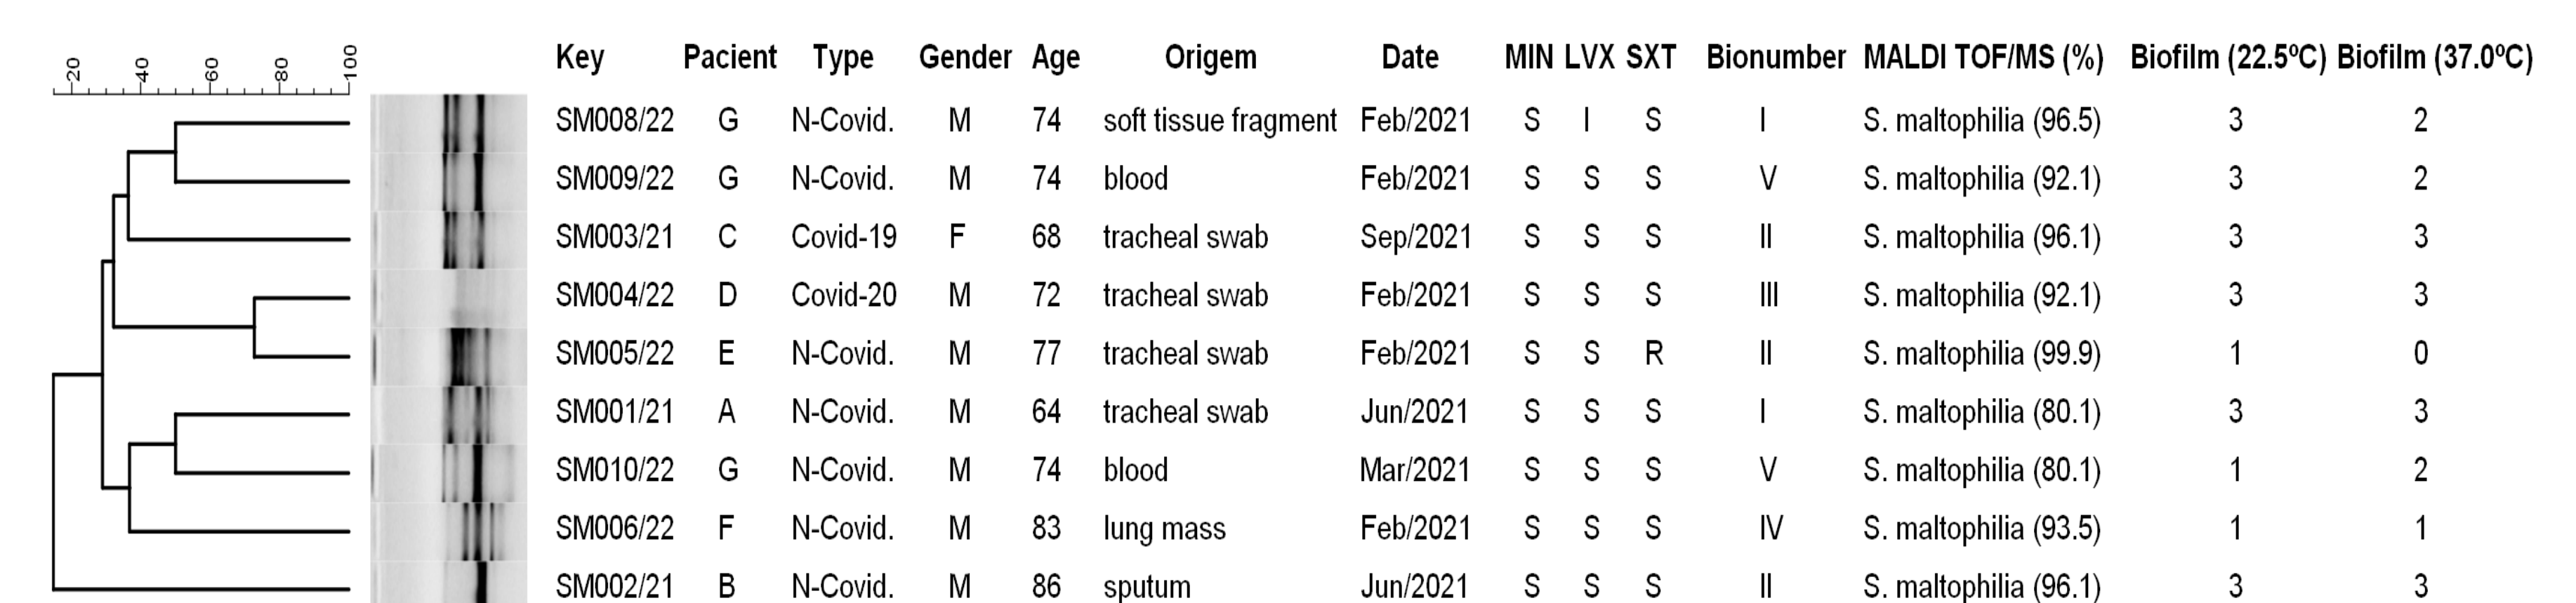 20 40 60 80 100
Key Pacient Type Gender Age Origem Date MIN LVX SXT Bionumber MALDI TOF/MS (%) Biofilm (22.5ºC) Biofilm (37.0ºC)
SM008/22 G N-Covid. M 74 soft tissue fragment Feb/2021 S I S I S. maltophilia (96.5) 3 2
SM009/22 G N-Covid. M 74 blood Feb/2021 S S S V S. maltophilia (92.1) 3 2
SM003/21 C Covid-19 F 68 tracheal swab Sep/2021 S S S II S. maltophilia (96.1) 3 3
SM004/22 D Covid-20 M 72 tracheal swab Feb/2021 S S S III S. maltophilia (92.1) 3 3
SM005/22 E N-Covid. M 77 tracheal swab Feb/2021 S S R II S. maltophilia (99.9) 1 0
SM001/21 A N-Covid. M 64 tracheal swab Jun/2021 S S S I S. maltophilia (80.1) 3 3
SM010/22 G N-Covid. M 74 blood Mar/2021 S S S V S. maltophilia (80.1) 1 2
SM006/22 F N-Covid. M 83 lung mass Feb/2021 S S S IV S. maltophilia (93.5) 1 1
SM002/21 B N-Covid. M 86 sputum Jun/2021 S S S II S. maltophilia (96.1) 3 3